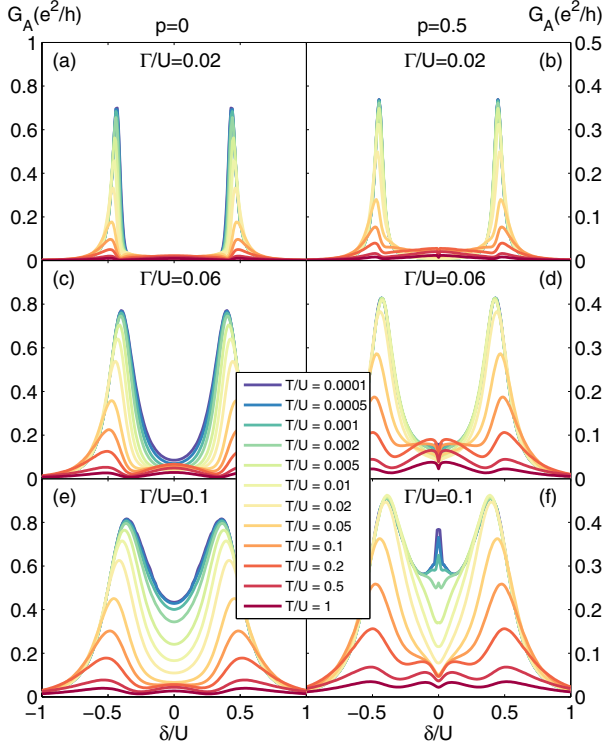 G_A(e²/h) p=0 p=0.5 G_A(e²/h)
1 (a) Γ/U=0.02 Γ/U=0.02 (b) 0.5
0.8 0.4
0.6 0.3
0.4 0.2
0.2 0.1
0 0
(c) Γ/U=0.06 Γ/U=0.06 (d)
0.8 0.4
0.6 0.3
0.4 0.2
0.2 0.1
0 0
T/U = 0.0001
T/U = 0.0005
T/U = 0.001
T/U = 0.002
T/U = 0.005
T/U = 0.01
T/U = 0.02
T/U = 0.05
T/U = 0.1
T/U = 0.2
T/U = 0.5
T/U = 1
(e) Γ/U=0.1 Γ/U=0.1 (f)
0.8 0.4
0.6 0.3
0.4 0.2
0.2 0.1
0 0
−1 −0.5 0 0.5 −0.5 0 0.5 1
δ/U δ/U